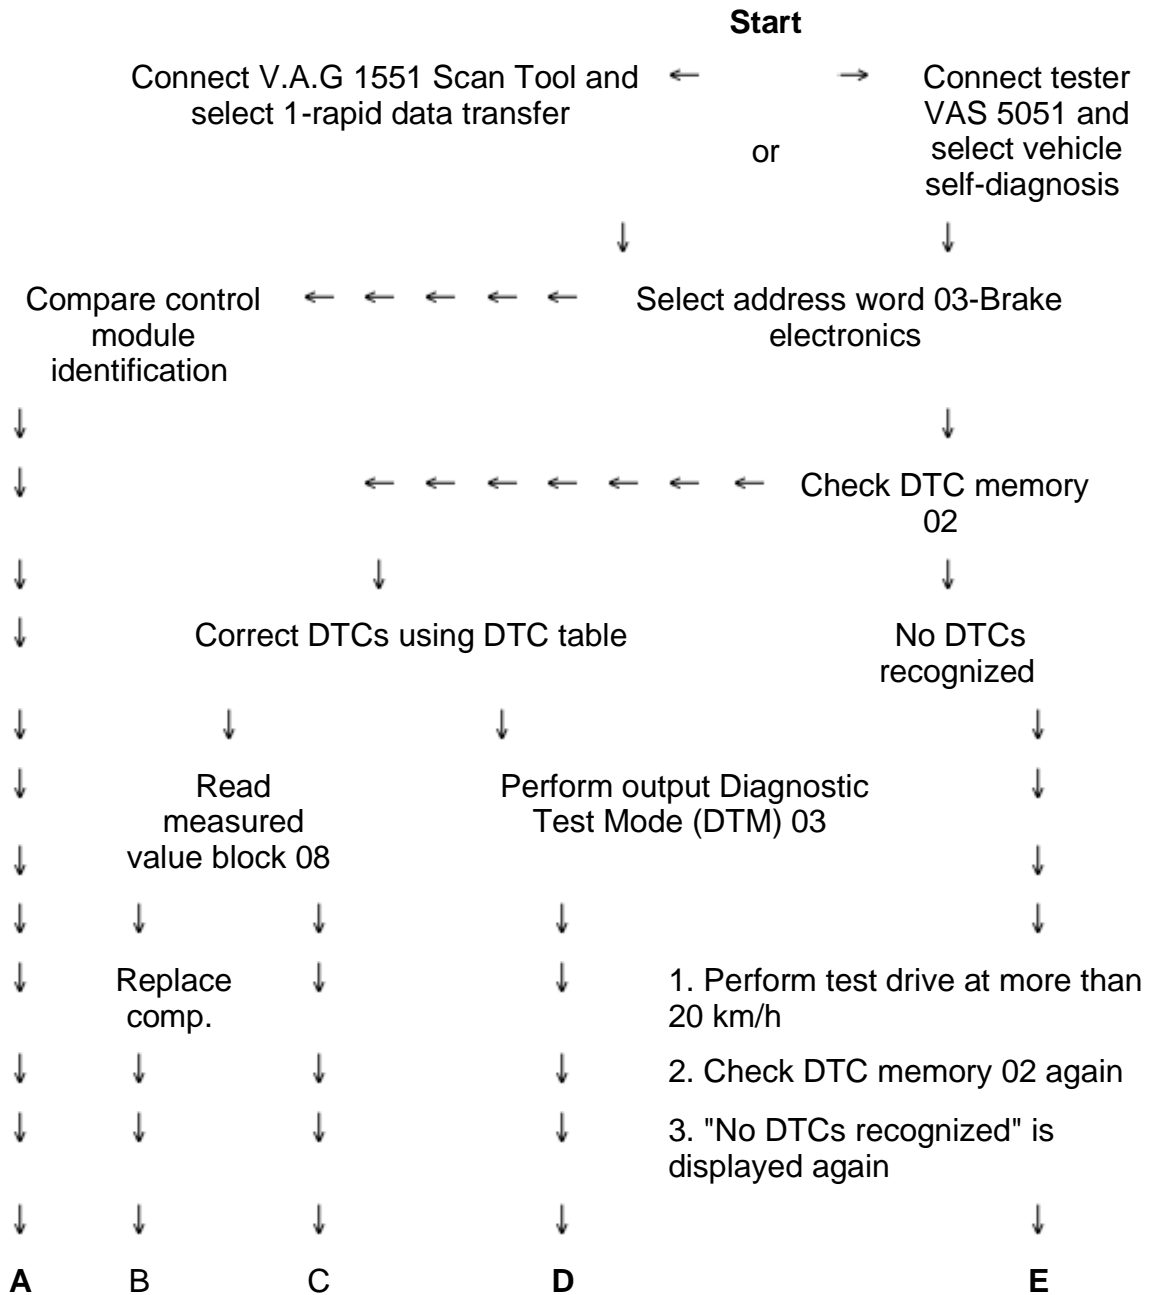 Start
Connect V.A.G 1551 Scan Tool and
select 1-rapid data transfer
← →
or
Connect tester
VAS 5051 and
select vehicle
self-diagnosis
↓ ↓
Compare control
module
identification
← ← ← ← ←
Select address word 03-Brake
electronics
↓ ↓
↓ ← ← ← ← ← ← ←
Check DTC memory
02
↓ ↓ ↓
↓
Correct DTCs using DTC table
No DTCs
recognized
↓ ↓ ↓ ↓
↓
Read
measured
value block 08
Perform output Diagnostic
Test Mode (DTM) 03
↓
↓ ↓
↓ ↓ ↓ ↓ ↓
↓
Replace
comp.
↓ ↓
1. Perform test drive at more than
20 km/h
↓ ↓ ↓ ↓
2. Check DTC memory 02 again
↓ ↓ ↓ ↓
3. "No DTCs recognized" is
displayed again
↓ ↓ ↓ ↓ ↓
A B C D E